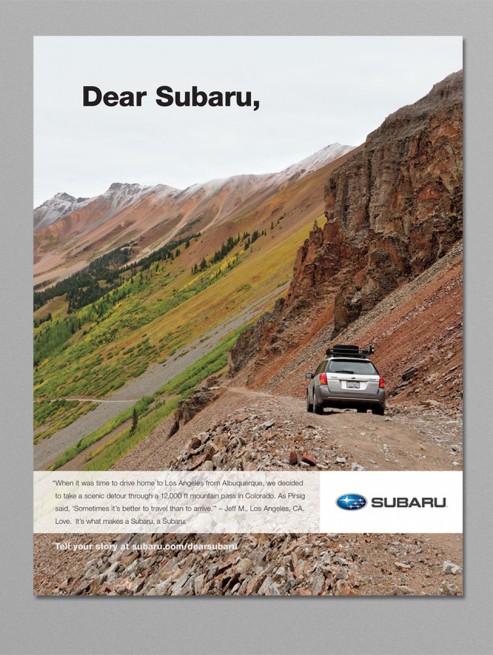 Dear Subaru,
"When it was time to drive home to Los Angeles from Albuquerque, we decided
to take a scenic detour through a 12,000 ft mountain pass in Colorado. As Pirsig
said, 'Sometimes it's better to travel than to arrive.'" – Jeff M., Los Angeles, CA.
Love. It's what makes a Subaru, a Subaru.
SUBARU
Tell your story at subaru.com/dearsubaru